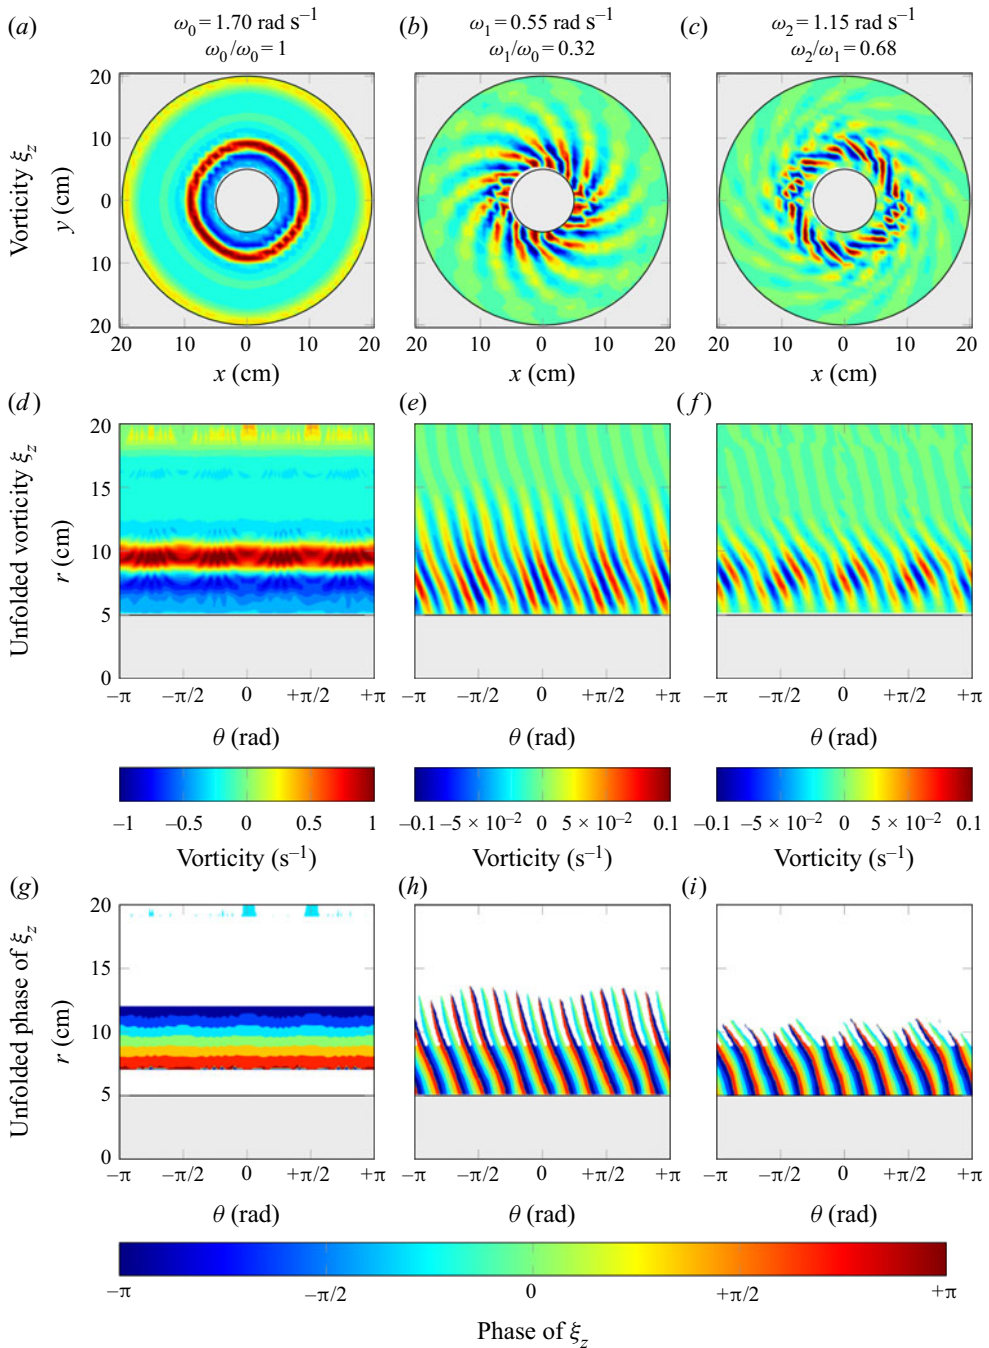 (a) ω₀ = 1.70 rad s⁻¹ (b) ω₁ = 0.55 rad s⁻¹ (c) ω₂ = 1.15 rad s⁻¹
ω₀/ω₀ = 1 ω₁/ω₀ = 0.32 ω₂/ω₁ = 0.68
Vorticity ξ_z
y (cm)
20
10
0
10
20
20 10 0 10 20 20 10 0 10 20 20 10 0 10 20
x (cm) x (cm) x (cm)
(d) (e) (f)
Unfolded vorticity ξ_z
r (cm)
20
15
10
5
0
–π –π/2 0 +π/2 +π –π –π/2 0 +π/2 +π –π –π/2 0 +π/2 +π
θ (rad) θ (rad) θ (rad)
–1 –0.5 0 0.5 1 –0.1 –5 × 10⁻² 0 5 × 10⁻² 0.1 –0.1 –5 × 10⁻² 0 5 × 10⁻² 0.1
Vorticity (s⁻¹) Vorticity (s⁻¹) Vorticity (s⁻¹)
(g) (h) (i)
Unfolded phase of ξ_z
r (cm)
20
15
10
5
0
–π –π/2 0 +π/2 +π –π –π/2 0 +π/2 +π –π –π/2 0 +π/2 +π
θ (rad) θ (rad) θ (rad)
–π –π/2 0 +π/2 +π
Phase of ξ_z